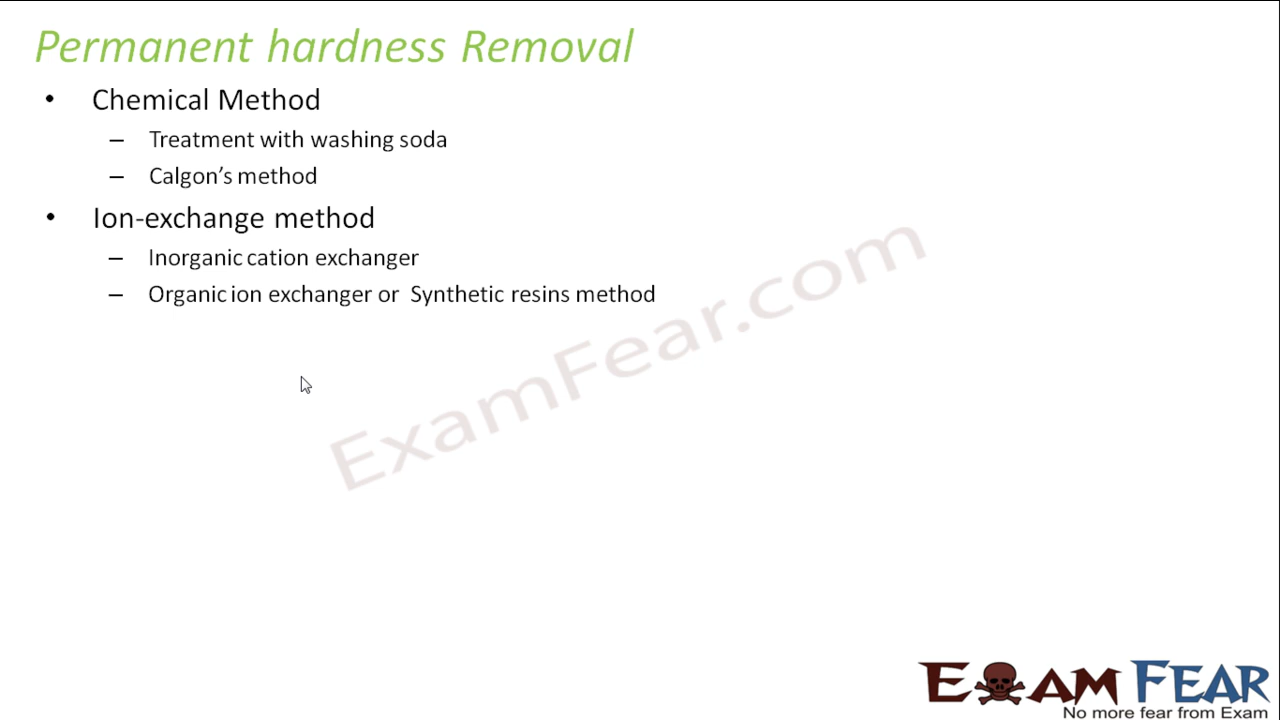 Permanent hardness Removal
• Chemical Method
– Treatment with washing soda
– Calgon’s method
• Ion-exchange method
– Inorganic cation exchanger
– Organic ion exchanger or Synthetic resins method
ExamFear.com
EXAM FEAR
No more fear from Exam